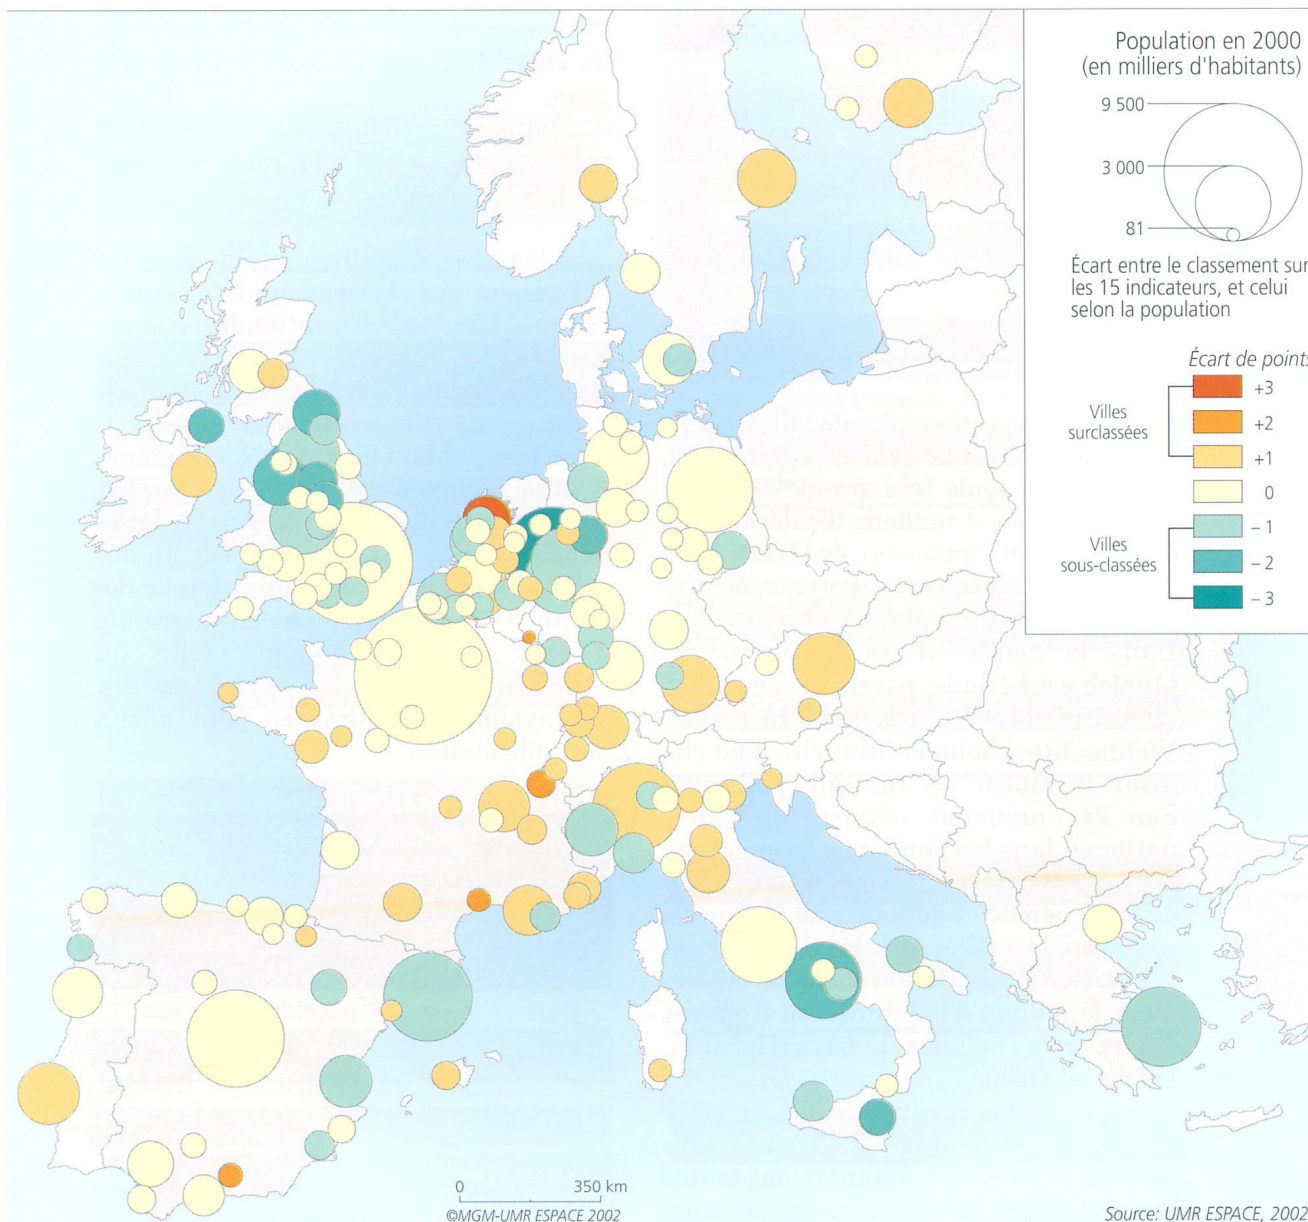 Population en 2000
(en milliers d'habitants)
9 500
3 000
81
Écart entre le classement sur
les 15 indicateurs, et celui
selon la population
Écart de points
Villes
surclassées
+3
+2
+1
0
Villes
sous-classées
– 1
– 2
– 3
0 350 km
©MGM-UMR ESPACE 2002
Source: UMR ESPACE, 2002